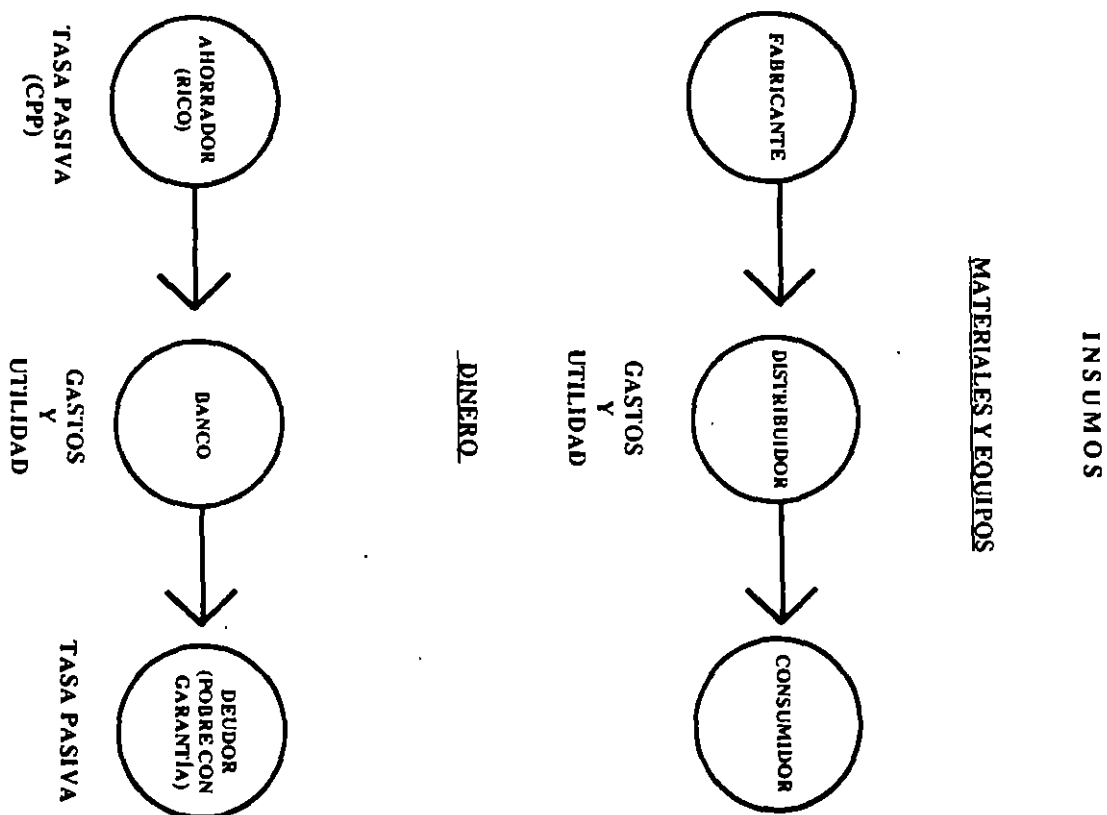 INSUMOS
MATERIALES Y EQUIPOS
FABRICANTE
DISTRIBUIDOR
CONSUMIDOR
GASTOS
Y
UTILIDAD
DINERO
AHORRADOR
(RICO)
BANCO
DEUDOR
(POBRE CON
GARANTÍA)
TASA PASIVA
(CPP)
GASTOS
Y
UTILIDAD
TASA PASIVA